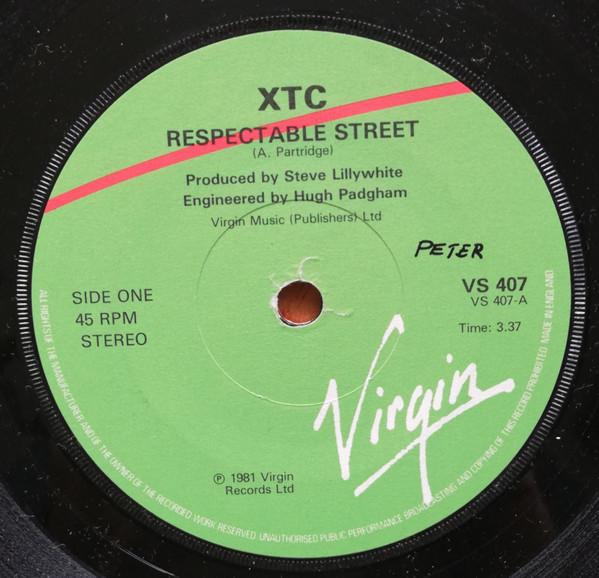 XTC
RESPECTABLE STREET
(A. Partridge)
Produced by Steve Lillywhite
Engineered by Hugh Padgham
Virgin Music (Publishers) Ltd
PETER
SIDE ONE
45 RPM
STEREO
VS 407
VS 407-A
Time: 3.37
Virgin
℗ 1981 Virgin
Records Ltd
ALL RIGHTS OF THE MANUFACTURER AND OF THE OWNER OF THE RECORDED WORK RESERVED. UNAUTHORISED PUBLIC PERFORMANCE BROADCASTING AND COPYING OF THIS RECORD PROHIBITED. MADE IN ENGLAND